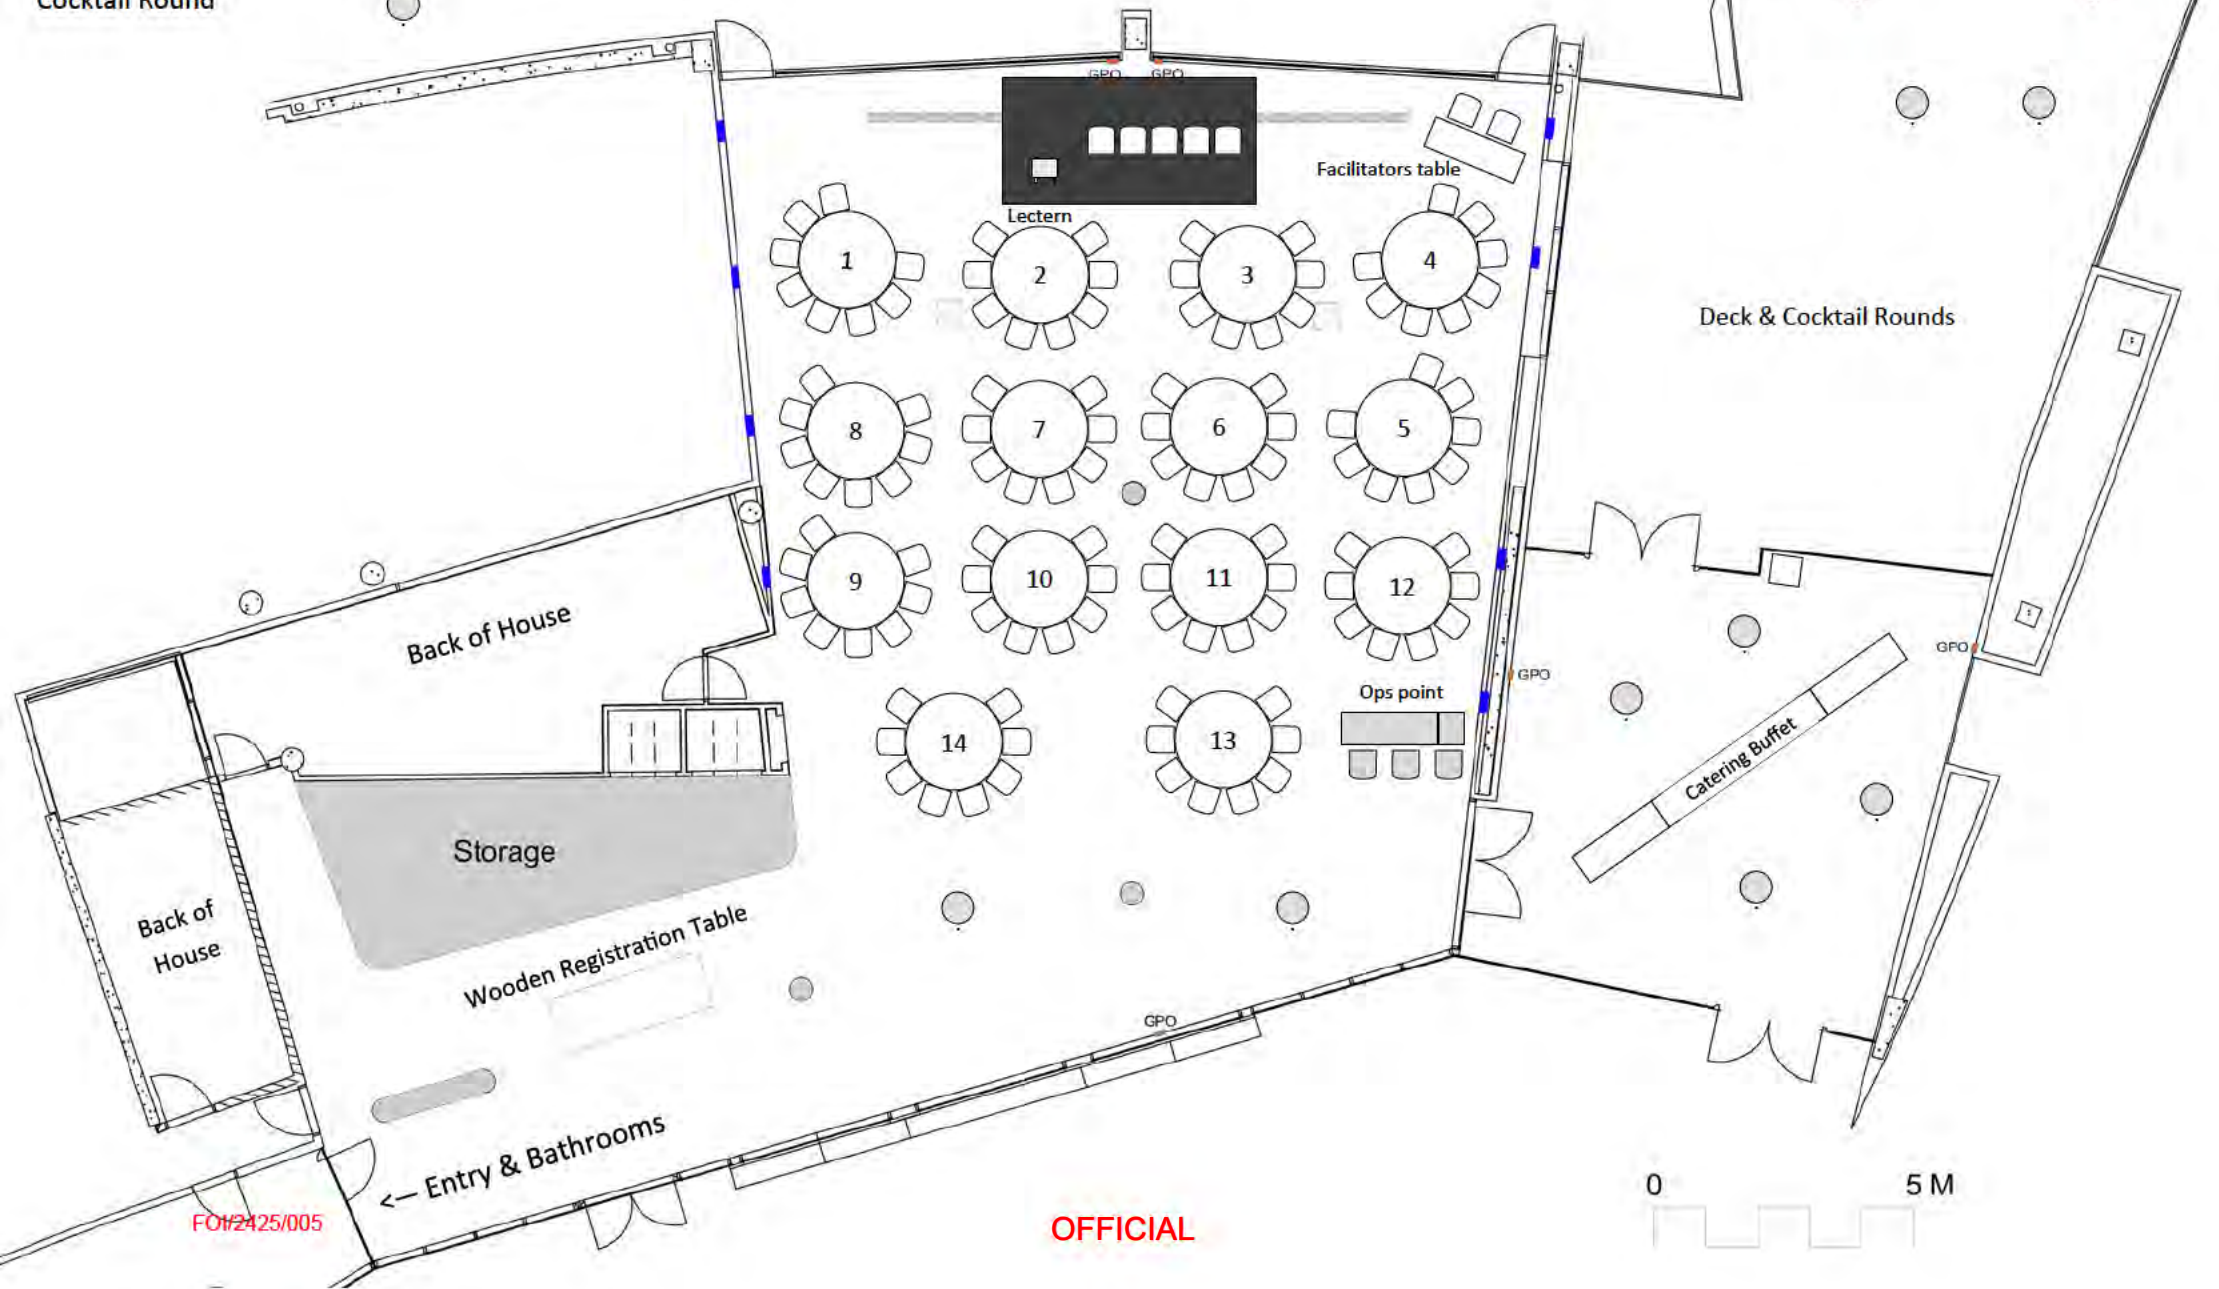 Cocktail Round
GPO GPO
Facilitators table
Lectern
1 2 3 4
Deck & Cocktail Rounds
8 7 6 5
9 10 11 12
Back of House
GPO
GPO
Ops point
14 13
Catering Buffet
Storage
Back of
House
Wooden Registration Table
GPO
<— Entry & Bathrooms
0 5 M
FOI/2425/005
OFFICIAL